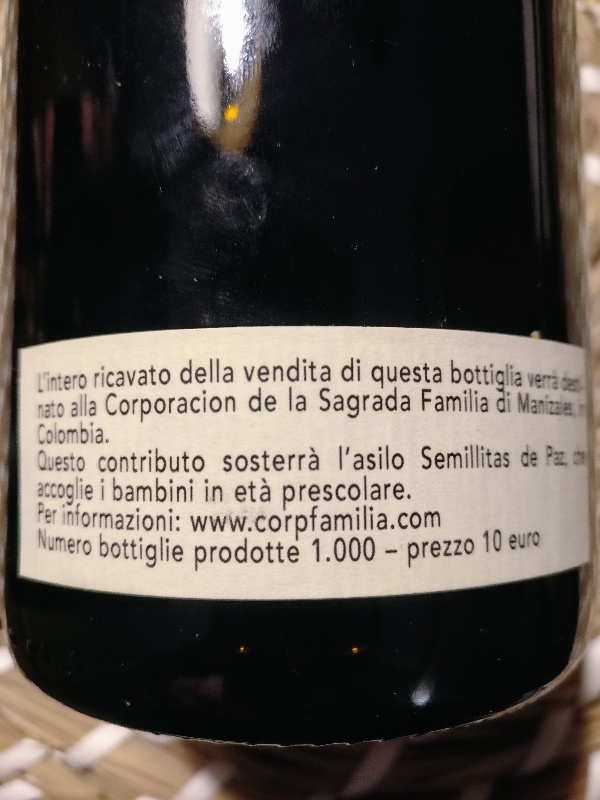 L'intero ricavato della vendita di questa bottiglia verrà desti-
nato alla Corporacion de la Sagrada Familia di Manizales, in
Colombia.
Questo contributo sosterrà l'asilo Semillitas de Paz, che
accoglie i bambini in età prescolare.
Per informazioni: www.corpfamilia.com
Numero bottiglie prodotte 1.000 – prezzo 10 euro